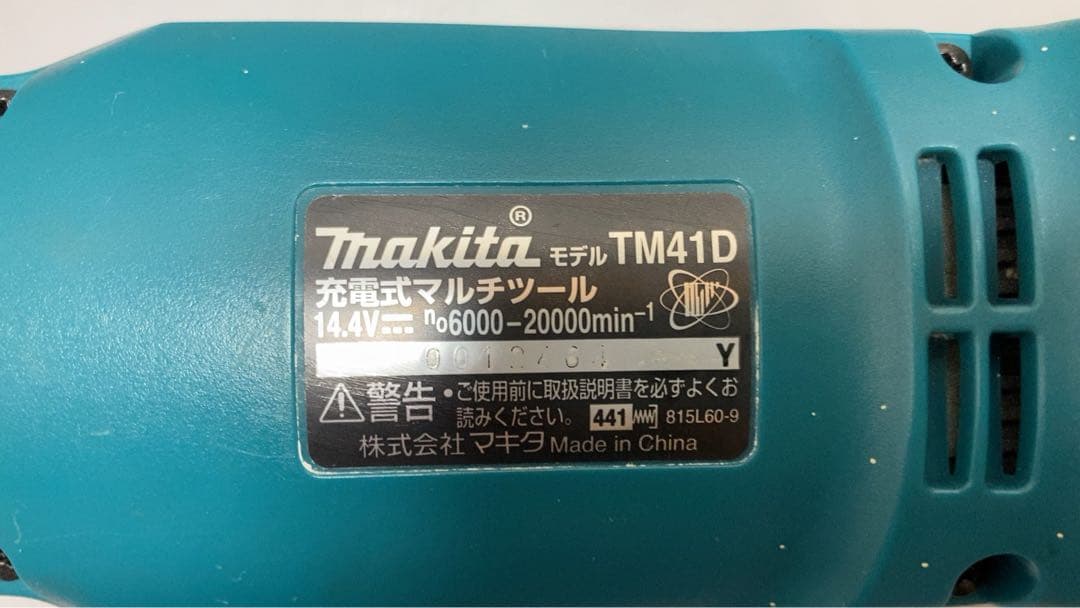 makita® モデル TM41D
充電式マルチツール
14.4V⎓ n₀6000-20000min⁻¹
Y
⚠警告 ・ご使用前に取扱説明書を必ずよくお
読みください。 441 815L60-9
株式会社 マキタ Made in China